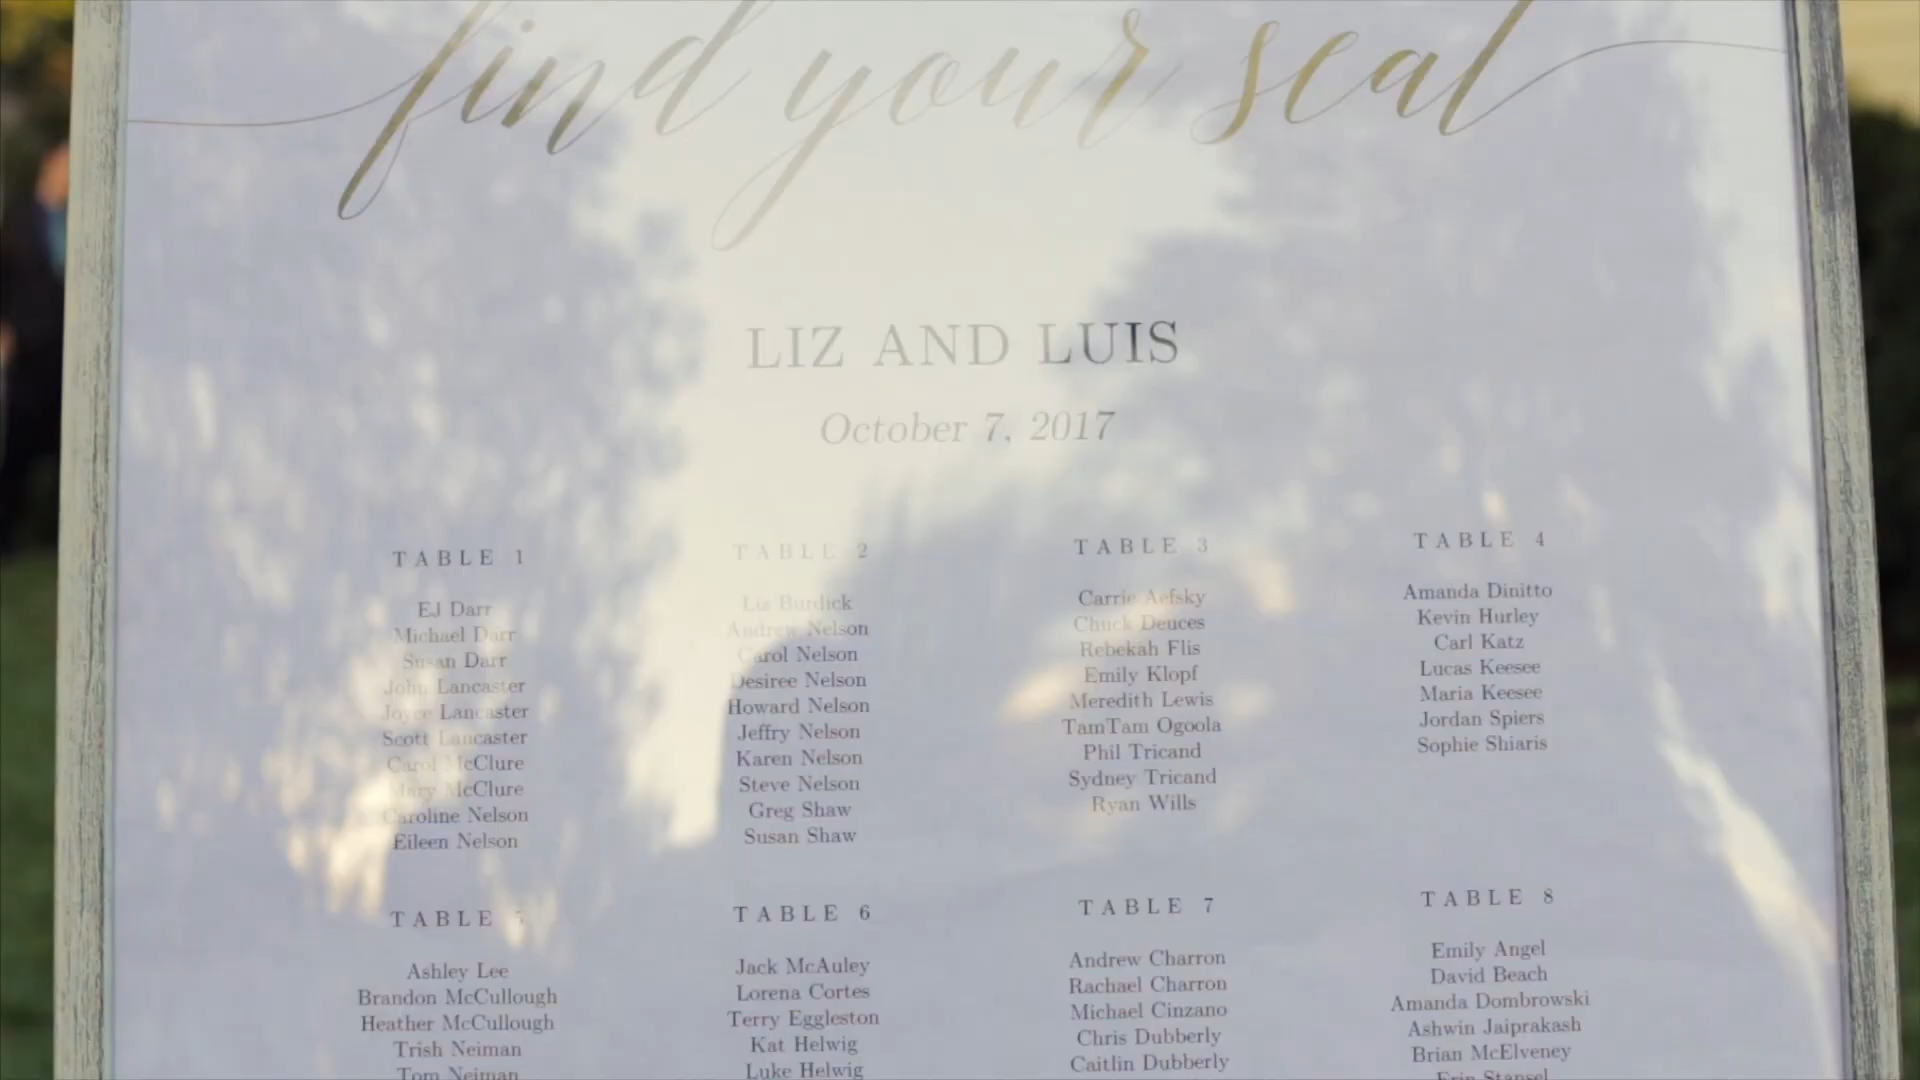 find your seat
LIZ AND LUIS
October 7, 2017
TABLE 1
EJ Darr
Michael Darr
Susan Darr
John Lancaster
Joyce Lancaster
Scott Lancaster
Carol McClure
Mary McClure
Caroline Nelson
Eileen Nelson
TABLE 2
Liz Burdick
Andrew Nelson
Carol Nelson
Desiree Nelson
Howard Nelson
Jeffry Nelson
Karen Nelson
Steve Nelson
Greg Shaw
Susan Shaw
TABLE 3
Carrie Aefsky
Chuck Deuces
Rebekah Flis
Emily Klopf
Meredith Lewis
TamTam Ogoola
Phil Tricand
Sydney Tricand
Ryan Wills
TABLE 4
Amanda Dinitto
Kevin Hurley
Carl Katz
Lucas Keesee
Maria Keesee
Jordan Spiers
Sophie Shiaris
TABLE 5
Ashley Lee
Brandon McCullough
Heather McCullough
Trish Neiman
Tom Neiman
TABLE 6
Jack McAuley
Lorena Cortes
Terry Eggleston
Kat Helwig
Luke Helwig
TABLE 7
Andrew Charron
Rachael Charron
Michael Cinzano
Chris Dubberly
Caitlin Dubberly
TABLE 8
Emily Angel
David Beach
Amanda Dombrowski
Ashwin Jaiprakash
Brian McElveney
Erin Stansel